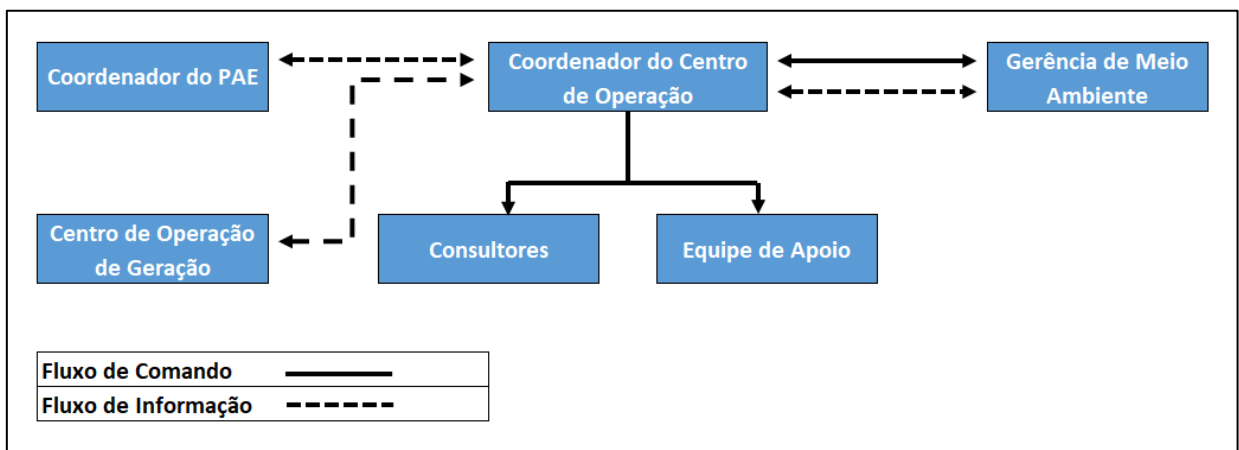 Coordenador do PAE
Coordenador do Centro
de Operação
Gerência de Meio
Ambiente
Centro de Operação
de Geração
Consultores
Equipe de Apoio
Fluxo de Comando
Fluxo de Informação